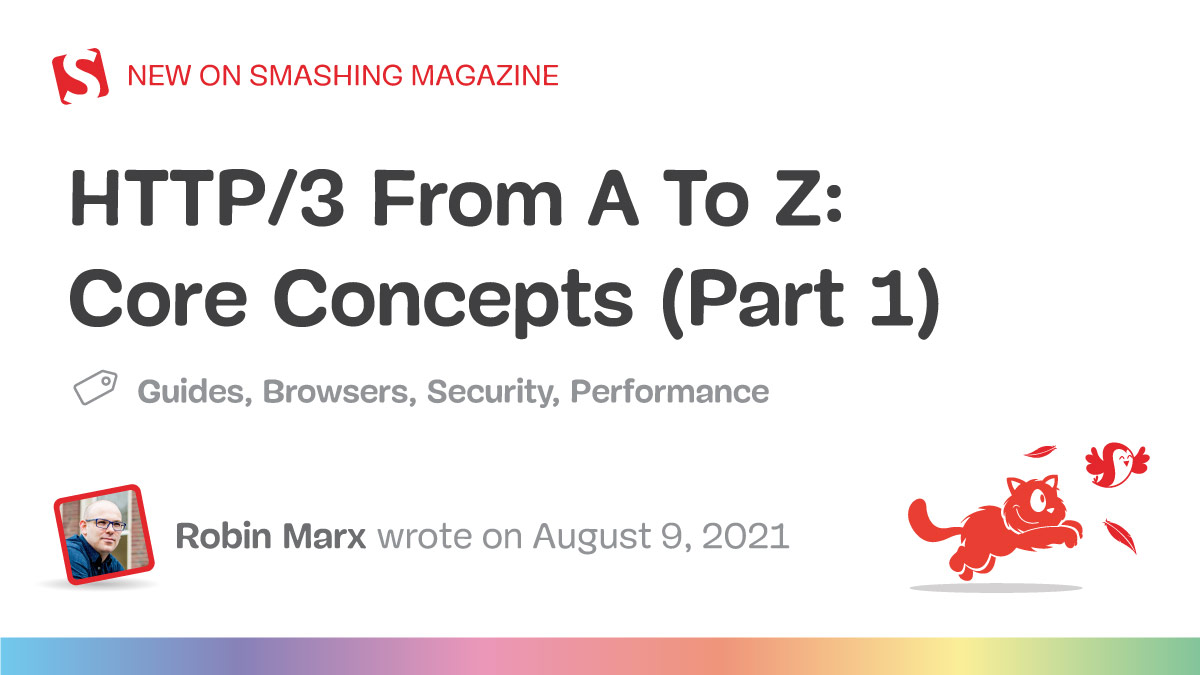 NEW ON SMASHING MAGAZINE
HTTP/3 From A To Z:
Core Concepts (Part 1)
Guides, Browsers, Security, Performance
Robin Marx wrote on August 9, 2021